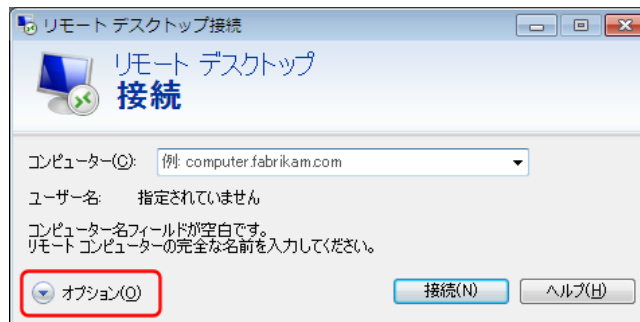 リモート デスクトップ接続
リモート デスクトップ
接続
コンピューター(C): 例: computer.fabrikam.com
ユーザー名: 指定されていません
コンピューター名フィールドが空白です。
リモート コンピューターの完全な名前を入力してください。
オプション(O) 接続(N) ヘルプ(H)